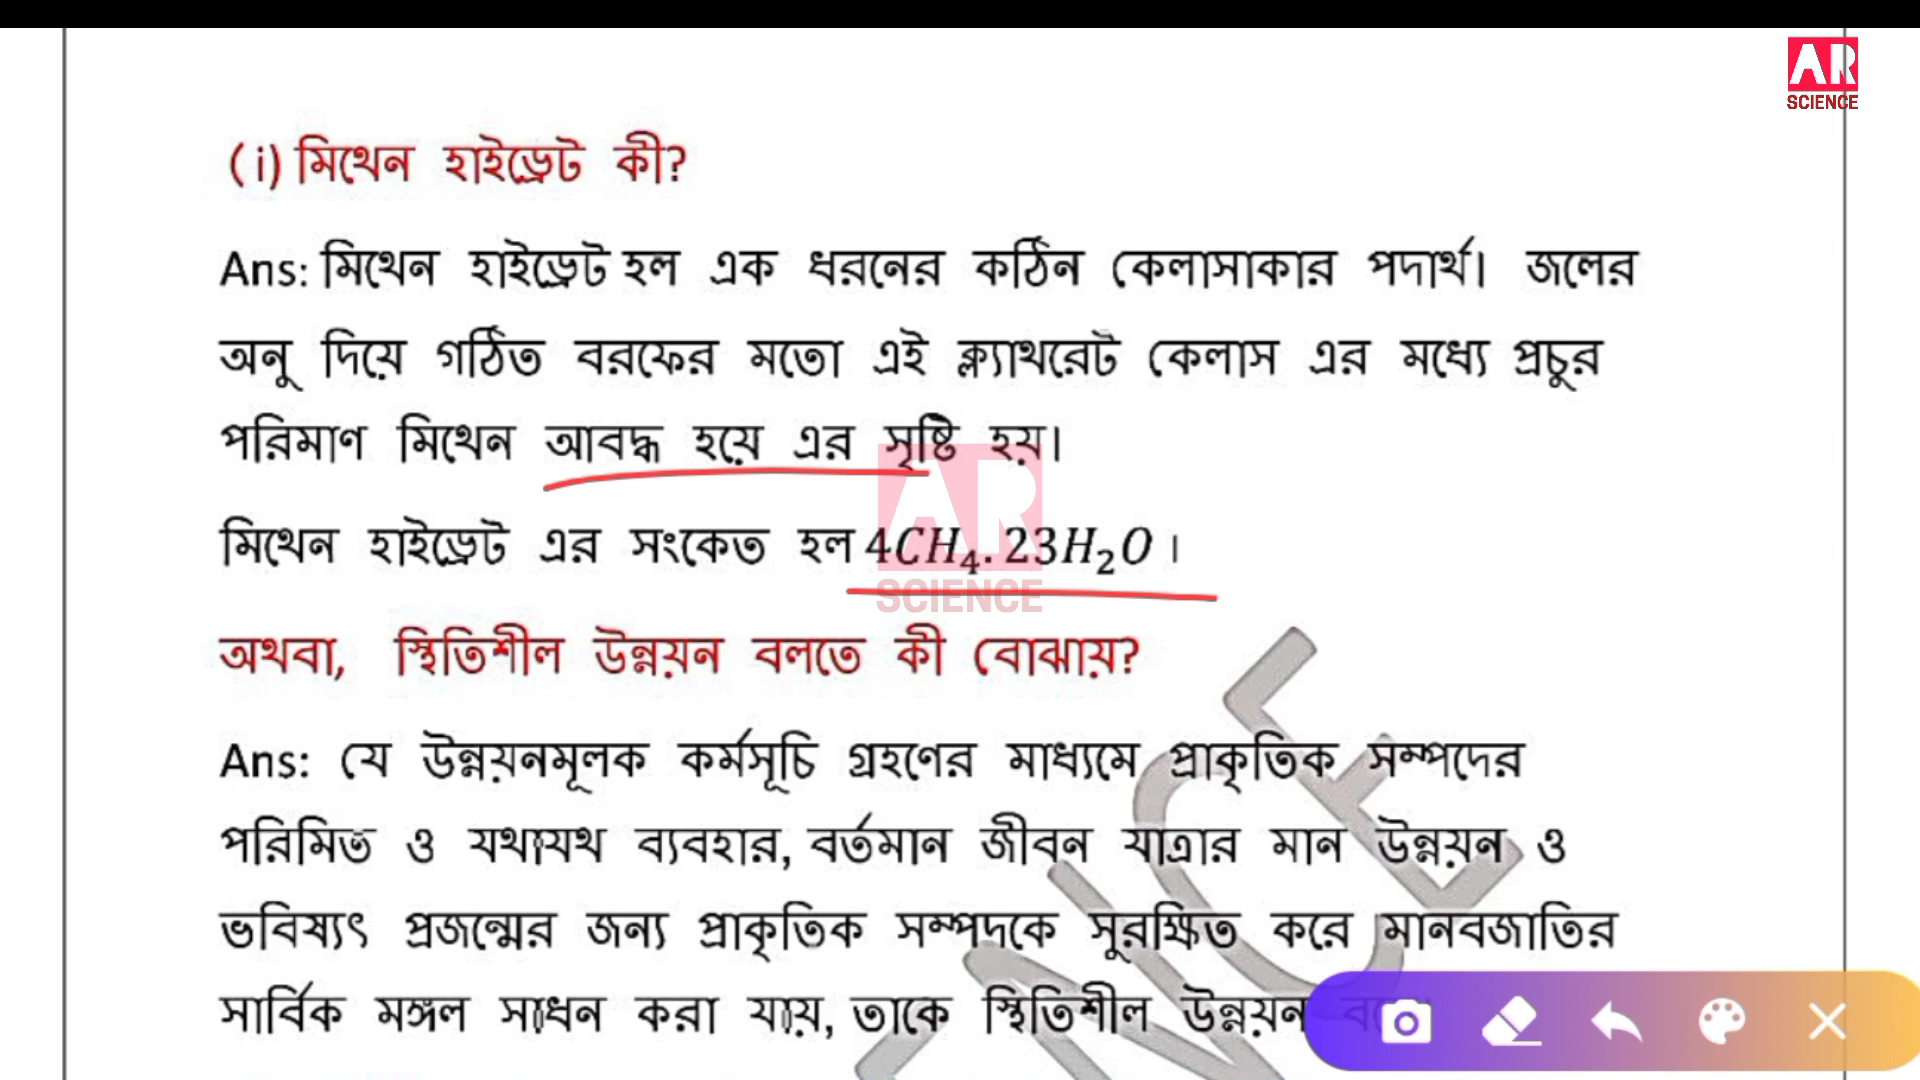 AR
SCIENCE
(i) মিথেন হাইড্রেট কী?
Ans: মিথেন হাইড্রেট হল এক ধরনের কঠিন কেলাসাকার পদার্থ। জলের
অনু দিয়ে গঠিত বরফের মতো এই ক্ল্যাথরেট কেলাস এর মধ্যে প্রচুর
পরিমাণ মিথেন আবদ্ধ হয়ে এর সৃষ্টি হয়।
AR
মিথেন হাইড্রেট এর সংকেত হল 4CH₄.23H₂O ।
SCIENCE
অথবা, স্থিতিশীল উন্নয়ন বলতে কী বোঝায়?
Ans: যে উন্নয়নমূলক কর্মসূচি গ্রহণের মাধ্যমে প্রাকৃতিক সম্পদের
পরিমিত ও যথাযথ ব্যবহার, বর্তমান জীবন যাত্রার মান উন্নয়ন ও
ভবিষ্যৎ প্রজন্মের জন্য প্রাকৃতিক সম্পদকে সুরক্ষিত করে মানবজাতির
সার্বিক মঙ্গল সাধন করা যায়, তাকে স্থিতিশীল উন্নয়ন